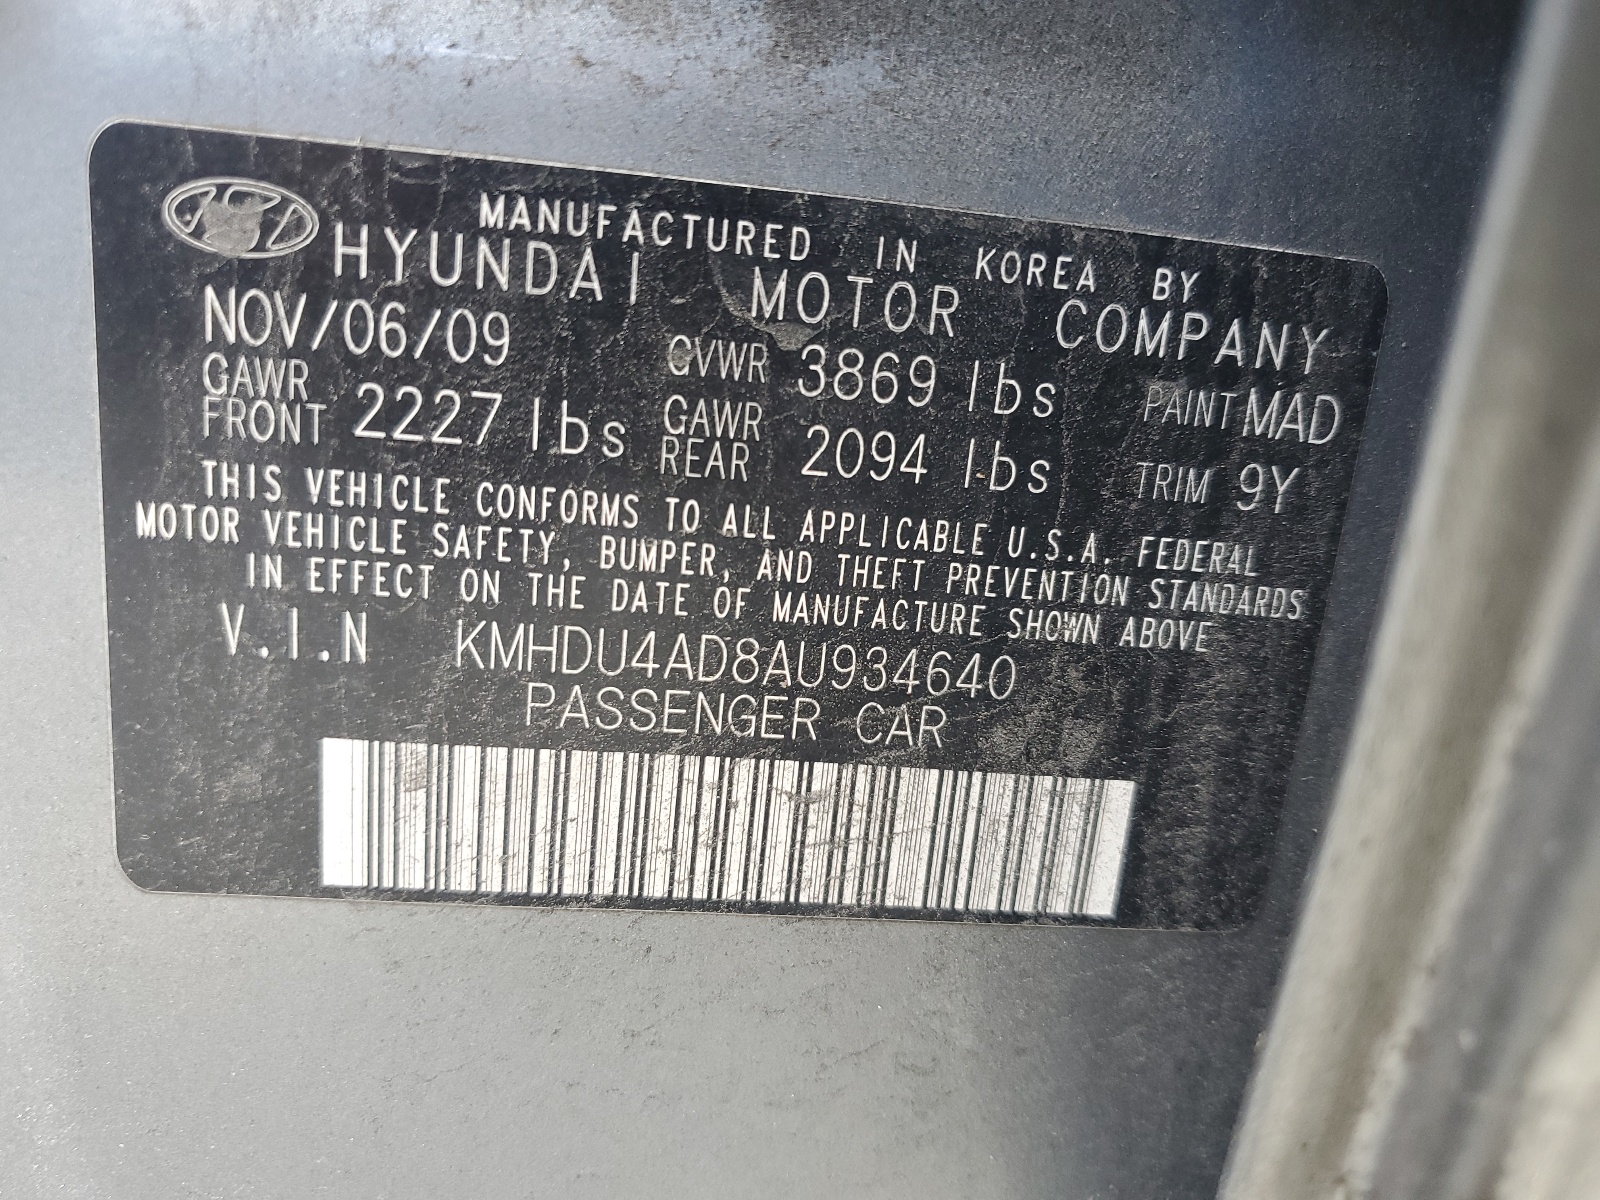 MANUFACTURED IN KOREA BY
HYUNDAI MOTOR COMPANY
NOV/06/09 GVWR 3869 lbs PAINT MAD
GAWR FRONT 2227 lbs GAWR REAR 2094 lbs TRIM 9Y
THIS VEHICLE CONFORMS TO ALL APPLICABLE U.S.A. FEDERAL
MOTOR VEHICLE SAFETY, BUMPER, AND THEFT PREVENTION STANDARDS
IN EFFECT ON THE DATE OF MANUFACTURE SHOWN ABOVE
V.I.N KMHDU4AD8AU934640
PASSENGER CAR